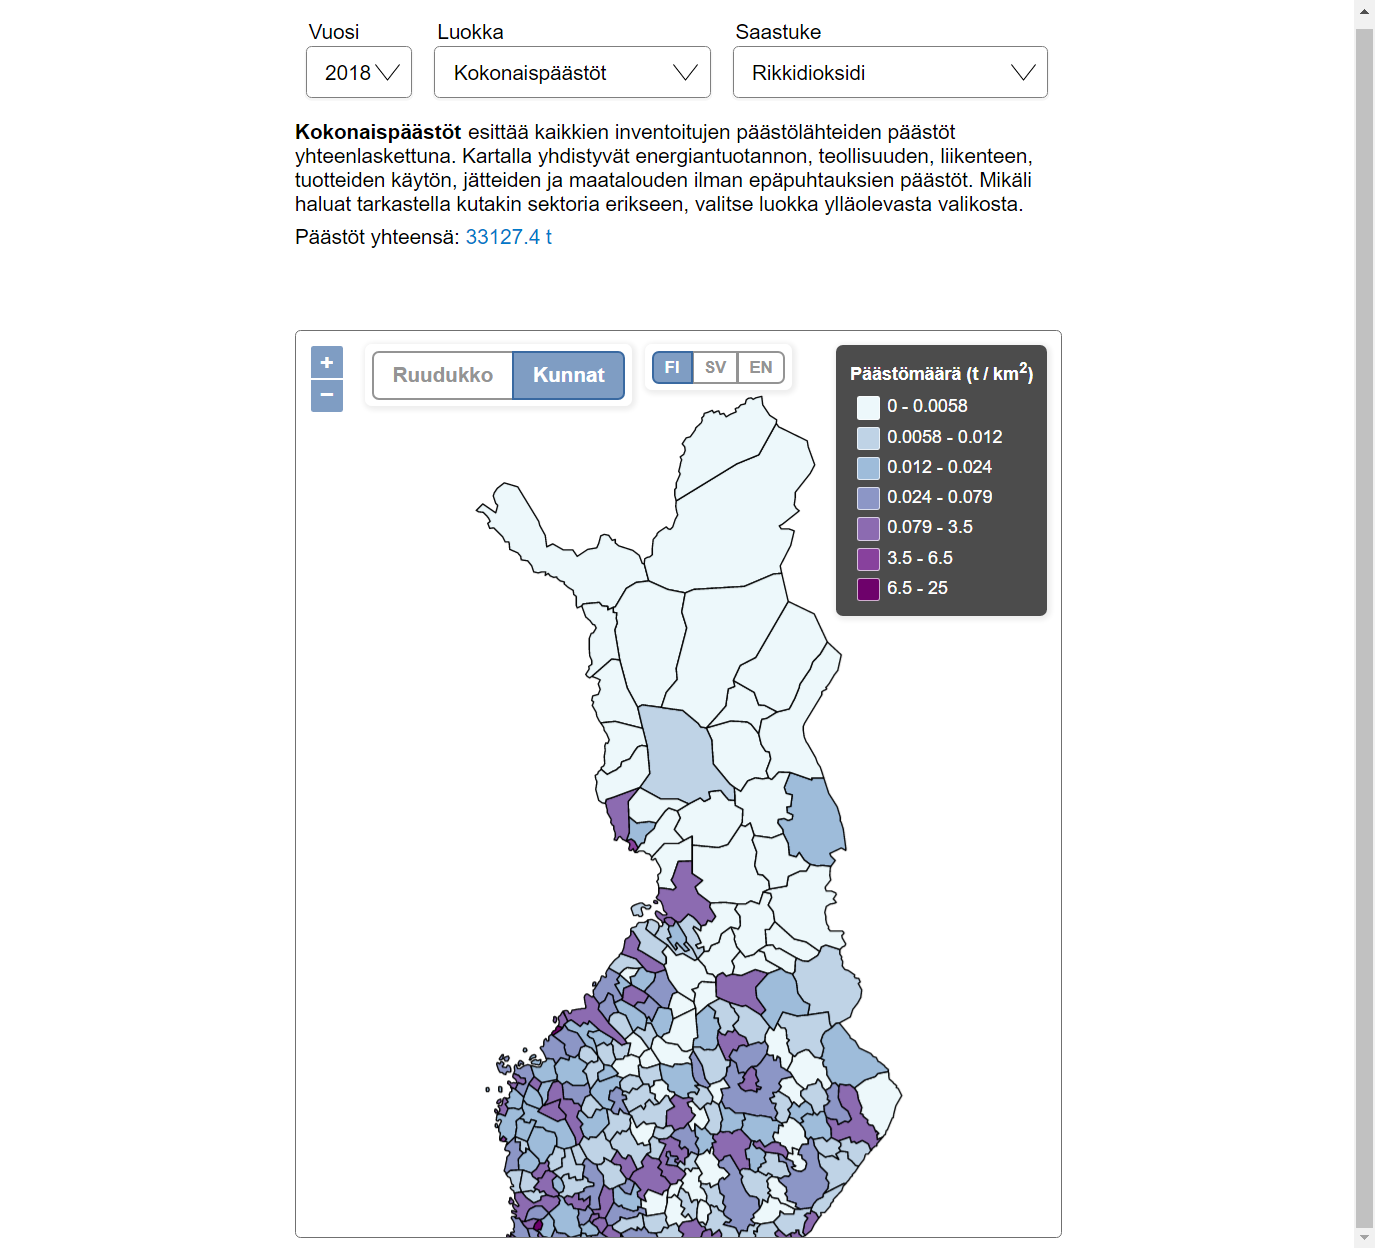 Vuosi Luokka Saastuke
2018 Kokonaispäästöt Rikkidioksidi
Kokonaispäästöt esittää kaikkien inventoitujen päästölähteiden päästöt
yhteenlaskettuna. Kartalla yhdistyvät energiantuotannon, teollisuuden, liikenteen,
tuotteiden käytön, jätteiden ja maatalouden ilman epäpuhtauksien päästöt. Mikäli
haluat tarkastella kutakin sektoria erikseen, valitse luokka ylläolevasta valikosta.
Päästöt yhteensä: 33127.4 t
+
−
Ruudukko Kunnat
FI SV EN
Päästömäärä (t / km²)
0 - 0.0058
0.0058 - 0.012
0.012 - 0.024
0.024 - 0.079
0.079 - 3.5
3.5 - 6.5
6.5 - 25